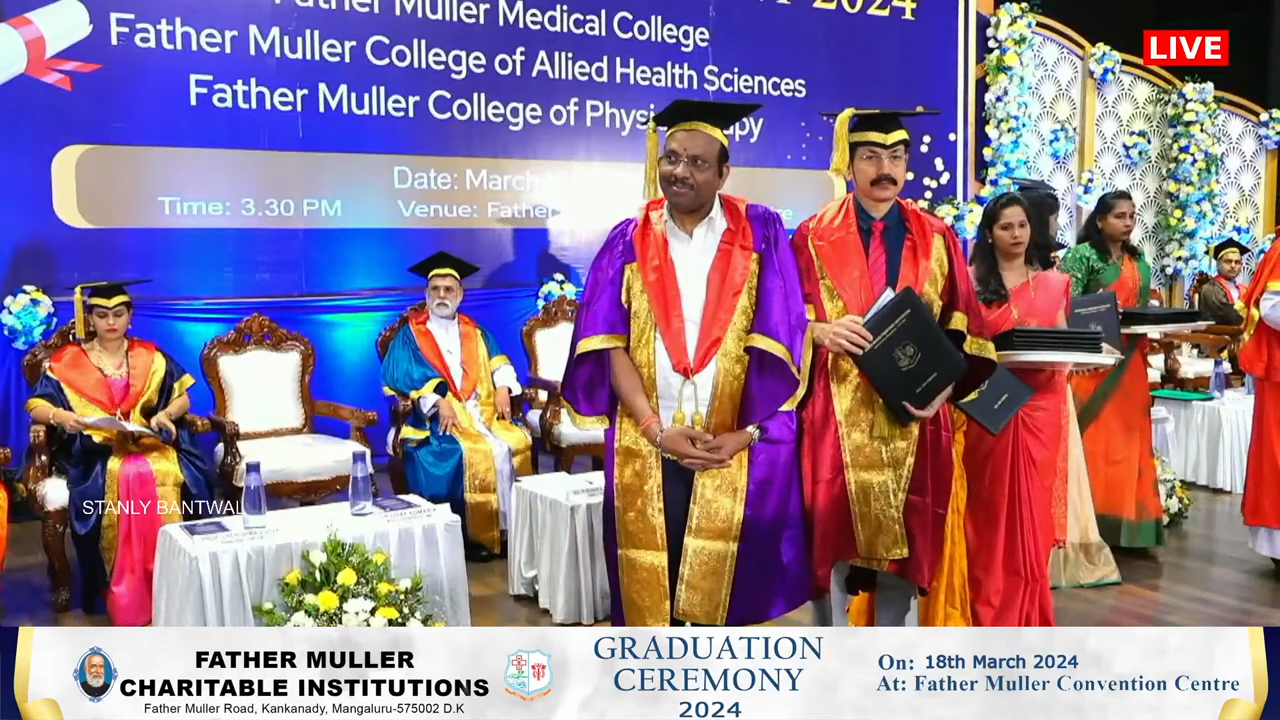 2024
Father Muller Medical College
Father Muller College of Allied Health Sciences
Father Muller College of
Date: March
Time: 3.30 PM Venue: Father
LIVE
STANLY BANTWAL
FATHER MULLER
CHARITABLE INSTITUTIONS
Father Muller Road, Kankanady, Mangaluru-575002 D.K
GRADUATION
CEREMONY
2024
On: 18th March 2024
At: Father Muller Convention Centre